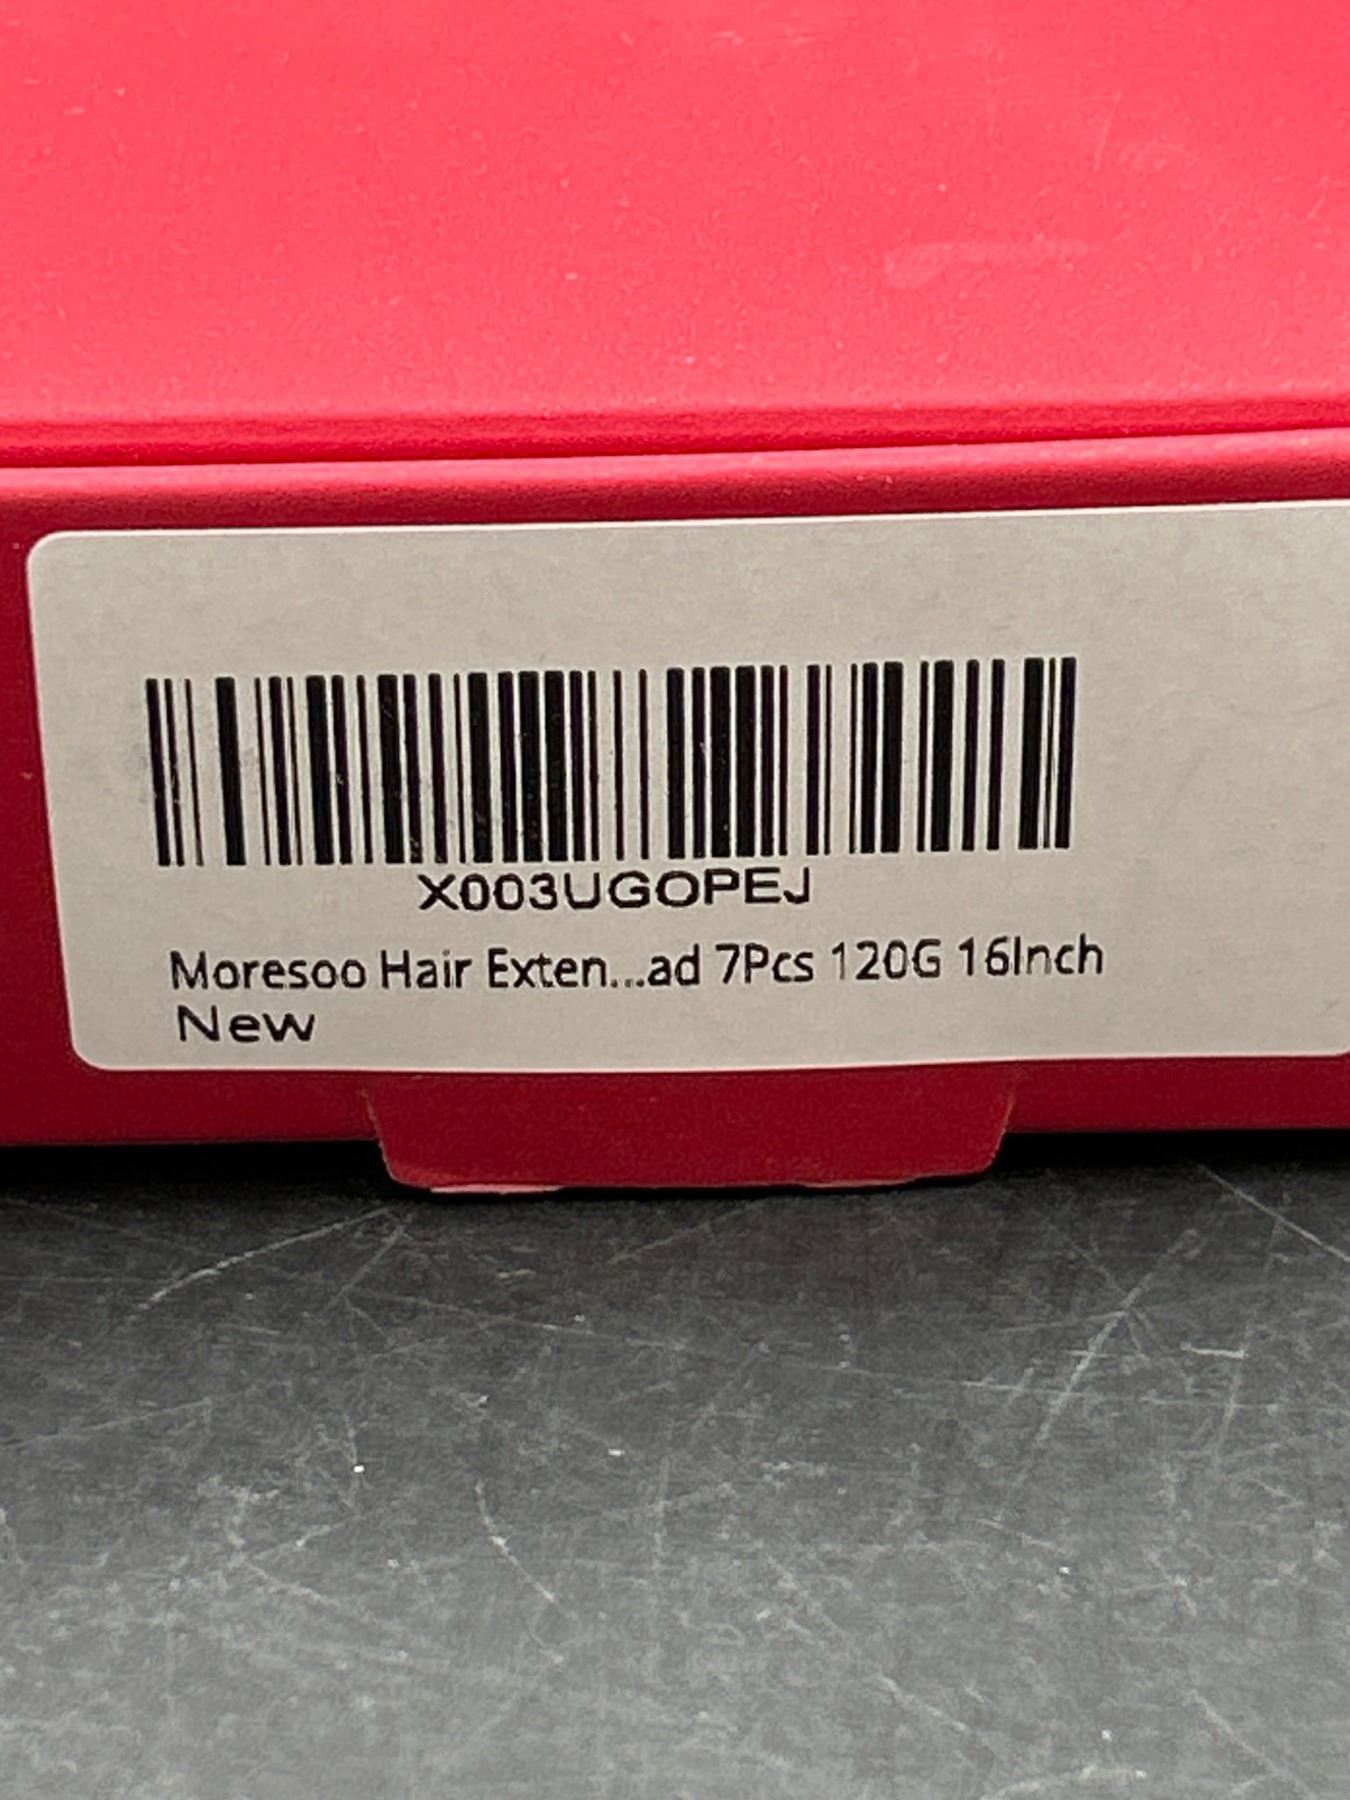 X003UGOPEJ
Moresoo Hair Exten...ad 7Pcs 120G 16Inch
New